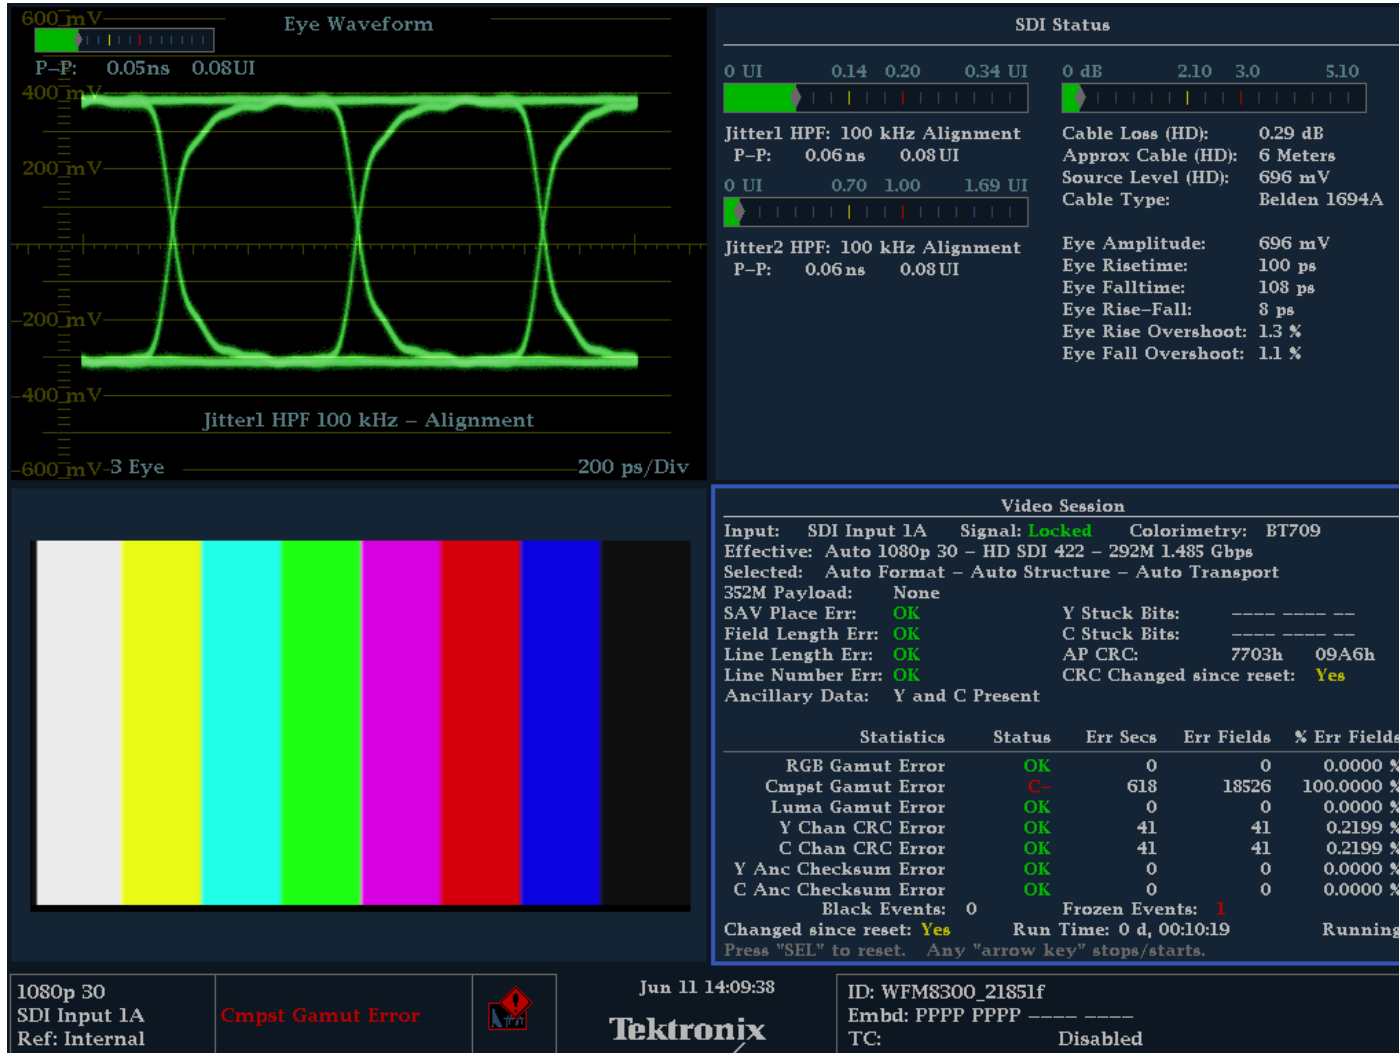 Eye Waveform
600 mV
P-P: 0.05ns 0.08UI
400 mV
200 mV
-200 mV
-400 mV
Jitter1 HPF 100 kHz – Alignment
-600 mV 3 Eye 200 ps/Div
SDI Status
0 UI 0.14 0.20 0.34 UI
Jitter1 HPF: 100 kHz Alignment
P-P: 0.06ns 0.08UI
0 UI 0.70 1.00 1.69 UI
Jitter2 HPF: 100 kHz Alignment
P-P: 0.06ns 0.08UI
0 dB 2.10 3.0 5.10
Cable Loss (HD): 0.29 dB
Approx Cable (HD): 6 Meters
Source Level (HD): 696 mV
Cable Type: Belden 1694A
Eye Amplitude: 696 mV
Eye Risetime: 100 ps
Eye Falltime: 108 ps
Eye Rise-Fall: 8 ps
Eye Rise Overshoot: 1.3 %
Eye Fall Overshoot: 1.1 %
Video Session
Input: SDI Input 1A Signal: Locked Colorimetry: BT709
Effective: Auto 1080p 30 – HD SDI 422 – 292M 1.485 Gbps
Selected: Auto Format – Auto Structure – Auto Transport
352M Payload: None
SAV Place Err: OK Y Stuck Bits: ---- ---- --
Field Length Err: OK C Stuck Bits: ---- ---- --
Line Length Err: OK AP CRC: 7703h 09A6h
Line Number Err: OK CRC Changed since reset: Yes
Ancillary Data: Y and C Present
Statistics Status Err Secs Err Fields % Err Fields
RGB Gamut Error OK 0 0 0.0000 %
Cmpst Gamut Error C- 618 18526 100.0000 %
Luma Gamut Error OK 0 0 0.0000 %
Y Chan CRC Error OK 41 41 0.2199 %
C Chan CRC Error OK 41 41 0.2199 %
Y Anc Checksum Error OK 0 0 0.0000 %
C Anc Checksum Error OK 0 0 0.0000 %
Black Events: 0 Frozen Events: 1
Changed since reset: Yes Run Time: 0 d, 00:10:19 Running
Press "SEL" to reset. Any "arrow key" stops/starts.
1080p 30
SDI Input 1A
Ref: Internal
Cmpst Gamut Error
Jun 11 14:09:38
Tektronix
ID: WFM8300_21851f
Embd: PPPP PPPP ---- ----
TC: Disabled